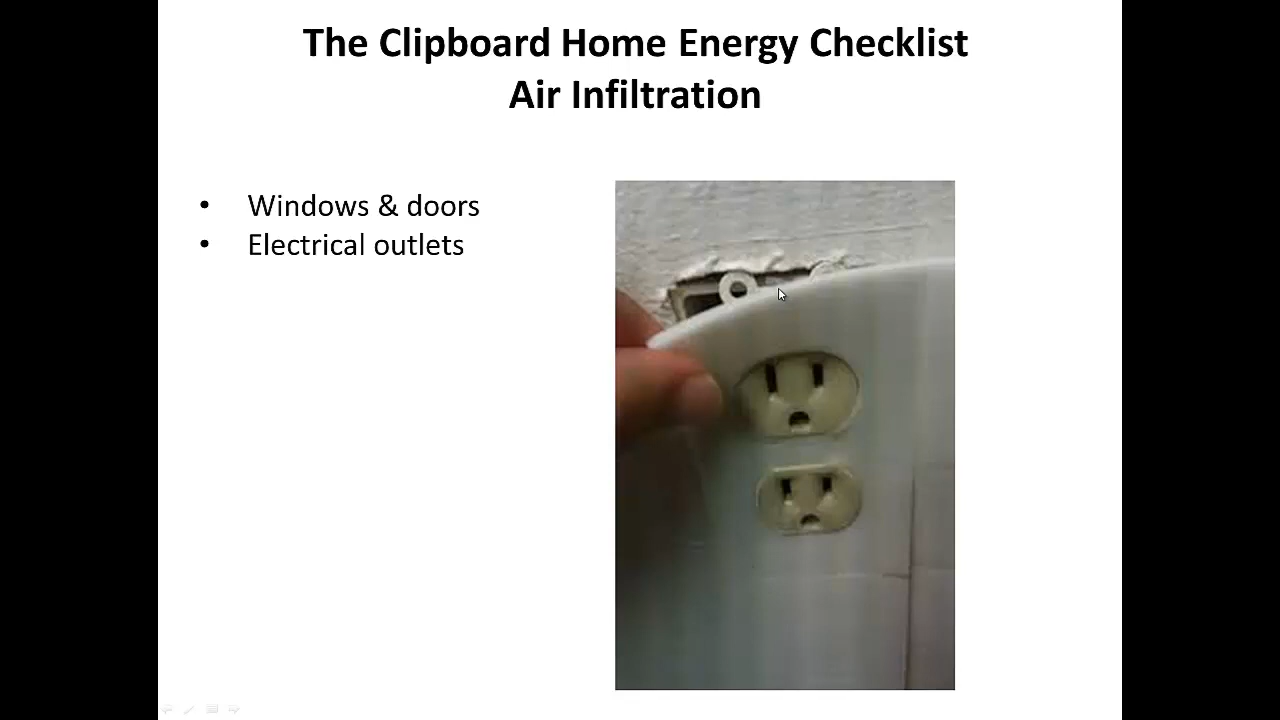 The Clipboard Home Energy Checklist
Air Infiltration
• Windows & doors
• Electrical outlets